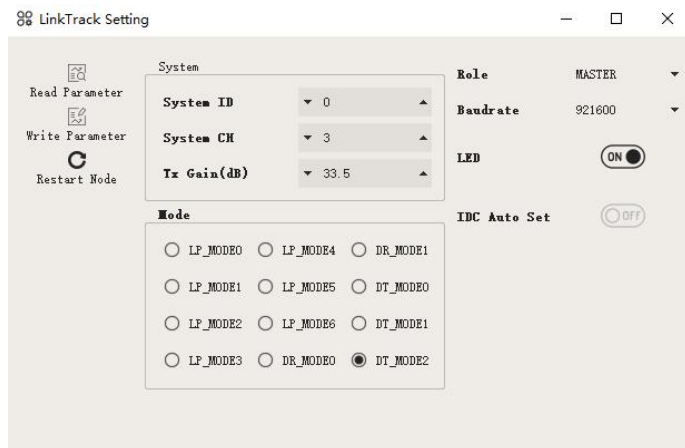 LinkTrack Setting
Read Parameter
Write Parameter
Restart Node
System
System ID 0
System CH 3
Tx Gain(dB) 33.5
Mode
LP_MODE0 LP_MODE4 DR_MODE1
LP_MODE1 LP_MODE5 DT_MODE0
LP_MODE2 LP_MODE6 DT_MODE1
LP_MODE3 DR_MODE0 DT_MODE2
Role MASTER
Baudrate 921600
LED ON
IDC Auto Set OFF